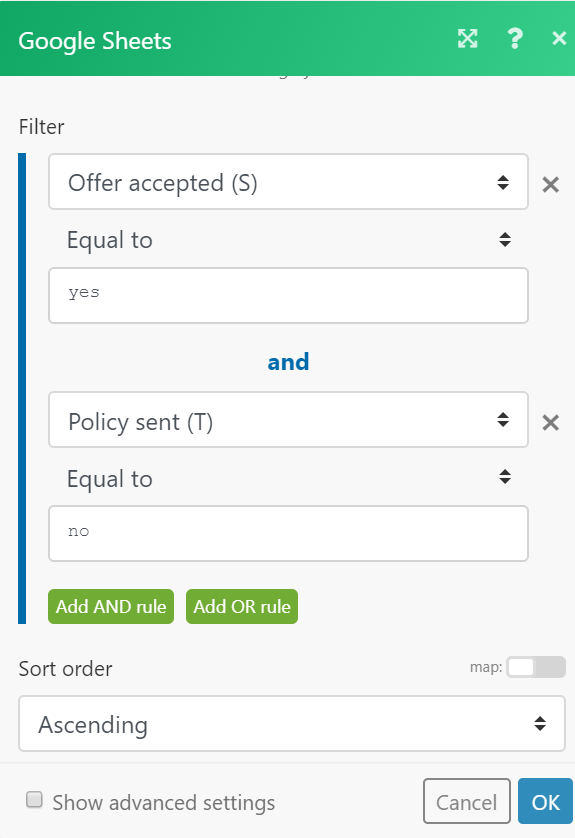 Google Sheets ?
Filter
Offer accepted (S)
Equal to
yes
and
Policy sent (T)
Equal to
no
Add AND rule Add OR rule
Sort order map:
Ascending
Show advanced settings Cancel OK